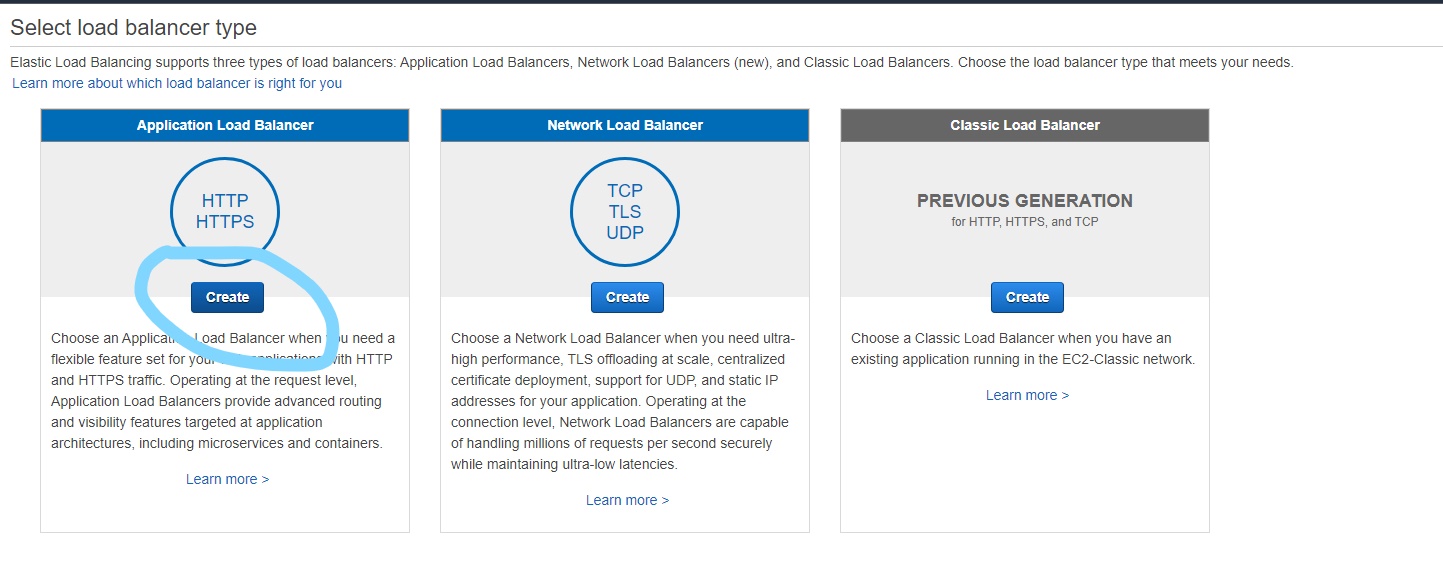 Select load balancer type
Elastic Load Balancing supports three types of load balancers: Application Load Balancers, Network Load Balancers (new), and Classic Load Balancers. Choose the load balancer type that meets your needs.
Learn more about which load balancer is right for you
Application Load Balancer
HTTP
HTTPS
Create
Choose an Load Balancer when need a
flexible feature set for HTTP
and HTTPS traffic. Operating at the request level,
Application Load Balancers provide advanced routing
and visibility features targeted at application
architectures, including microservices and containers.
Learn more >
Network Load Balancer
TCP
TLS
UDP
Create
Choose a Network Load Balancer when you need ultra-
high performance, TLS offloading at scale, centralized
certificate deployment, support for UDP, and static IP
addresses for your application. Operating at the
connection level, Network Load Balancers are capable
of handling millions of requests per second securely
while maintaining ultra-low latencies.
Learn more >
Classic Load Balancer
PREVIOUS GENERATION
for HTTP, HTTPS, and TCP
Create
Choose a Classic Load Balancer when you have an
existing application running in the EC2-Classic network.
Learn more >